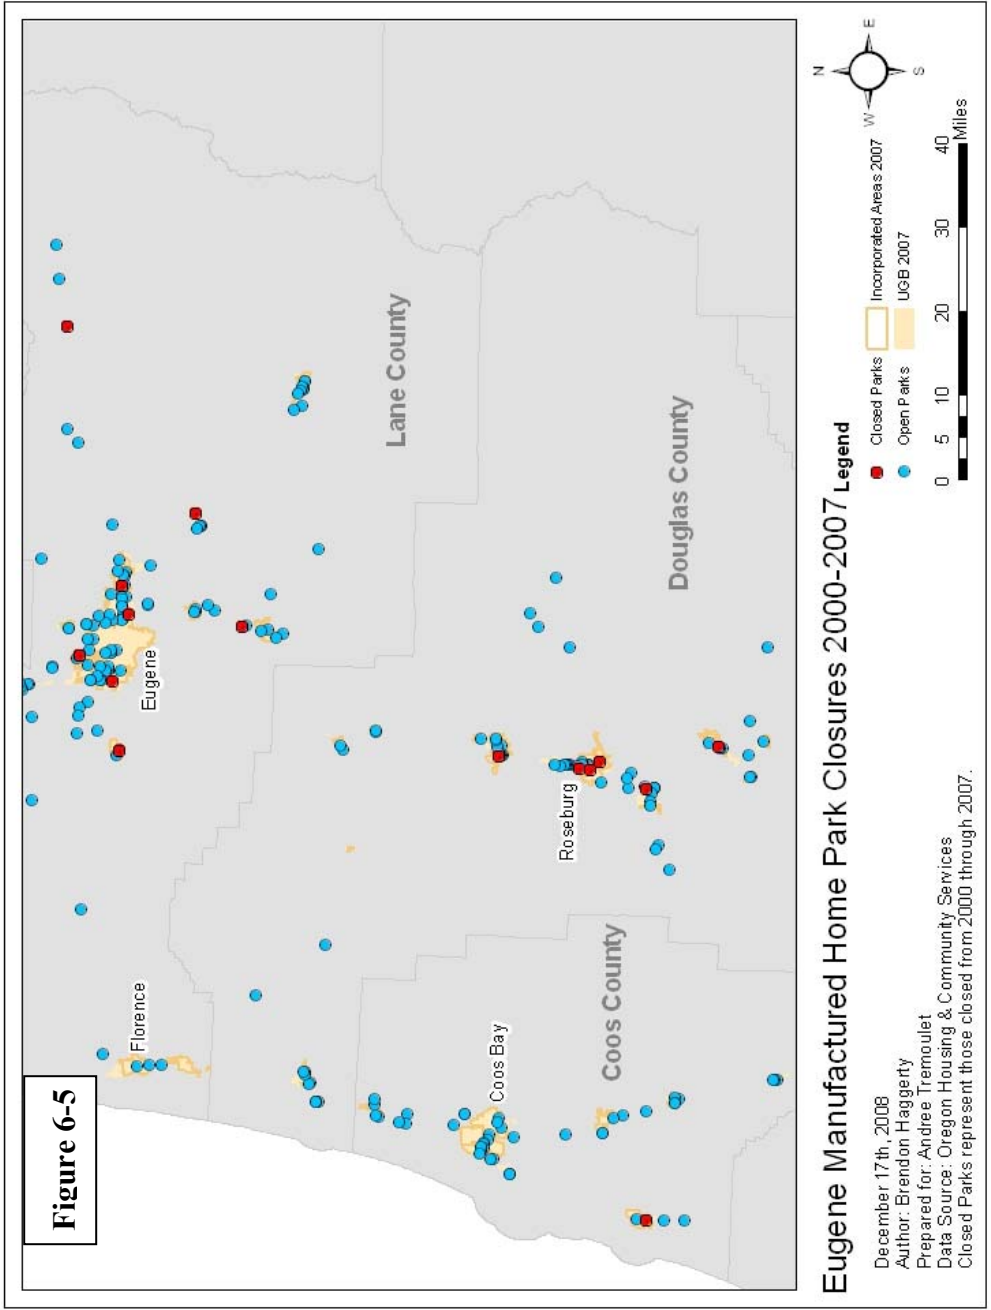 Figure 6-5
Florence
Eugene
Lane County
Coos Bay
Roseburg
Coos County
Douglas County
Eugene Manufactured Home Park Closures 2000-2007
December 17th, 2008
Author: Brendon Haggerty
Prepared for: Andree Tremoulet
Data Source: Oregon Housing & Community Services
Closed Parks represent those closed from 2000 through 2007.
Legend
Closed Parks
Incorporated Areas 2007
Open Parks
UGB 2007
0 5 10 20 30 40
Miles
N
W E
S